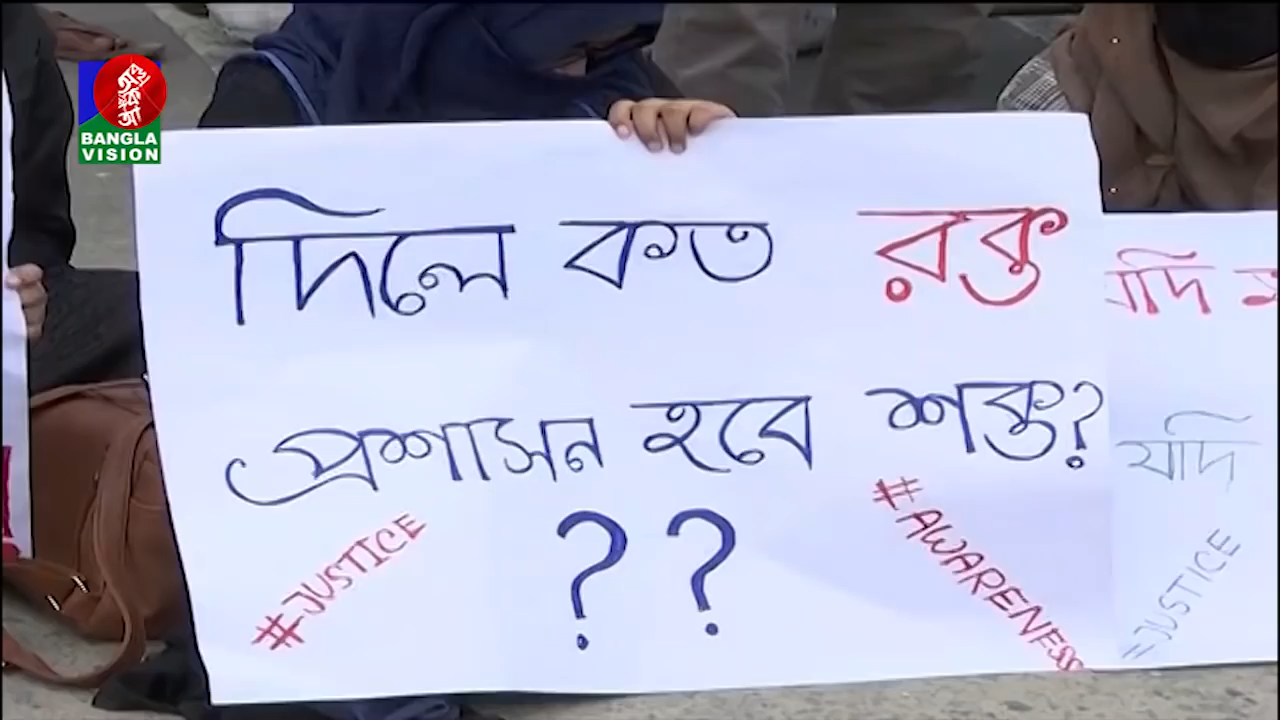 BANGLA
VISION
দিলে কত রক্ত
প্রশাসন হবে শক্ত?
??
#JUSTICE
#AWARENESS
যদি
যদি
#JUSTICE